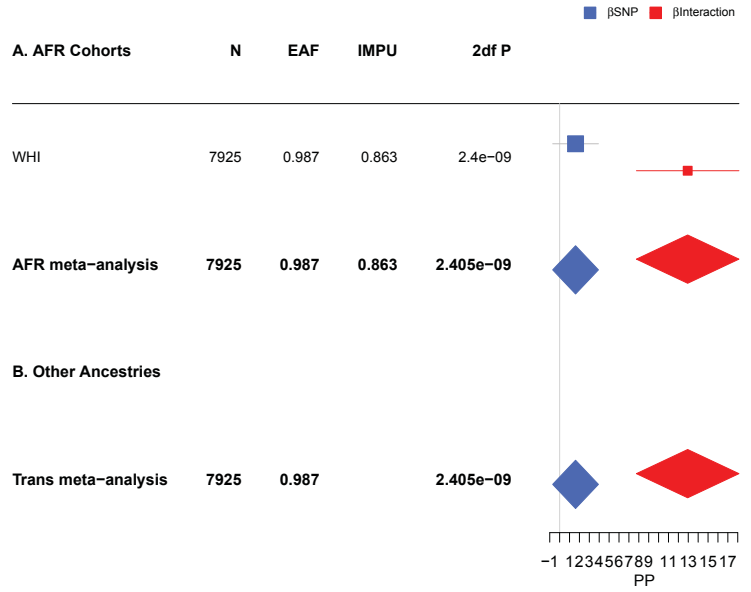 βSNP βInteraction
A. AFR Cohorts N EAF IMPU 2df P
WHI 7925 0.987 0.863 2.4e−09
AFR meta−analysis 7925 0.987 0.863 2.405e−09
B. Other Ancestries
Trans meta−analysis 7925 0.987 2.405e−09
−1 1 2 3 4 5 6 7 8 9 11 13 15 17
PP